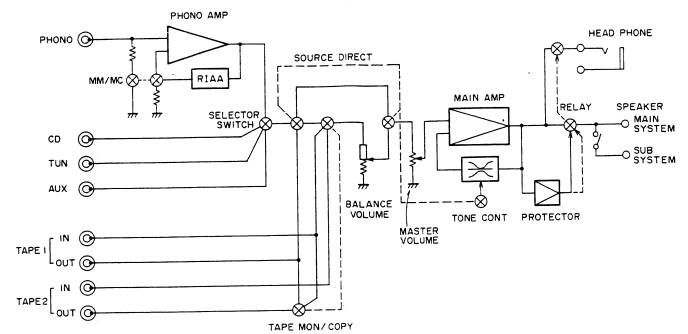 PHONO AMP
PHONO
HEAD PHONE
SOURCE DIRECT
MM/MC
RIAA
MAIN AMP
RELAY
SPEAKER
SELECTOR
SWITCH
MAIN
SYSTEM
CD
TUN
SUB
SYSTEM
AUX
BALANCE
VOLUME
TONE CONT
PROTECTOR
MASTER
VOLUME
TAPE 1
IN
OUT
TAPE2
IN
OUT
TAPE MON/COPY